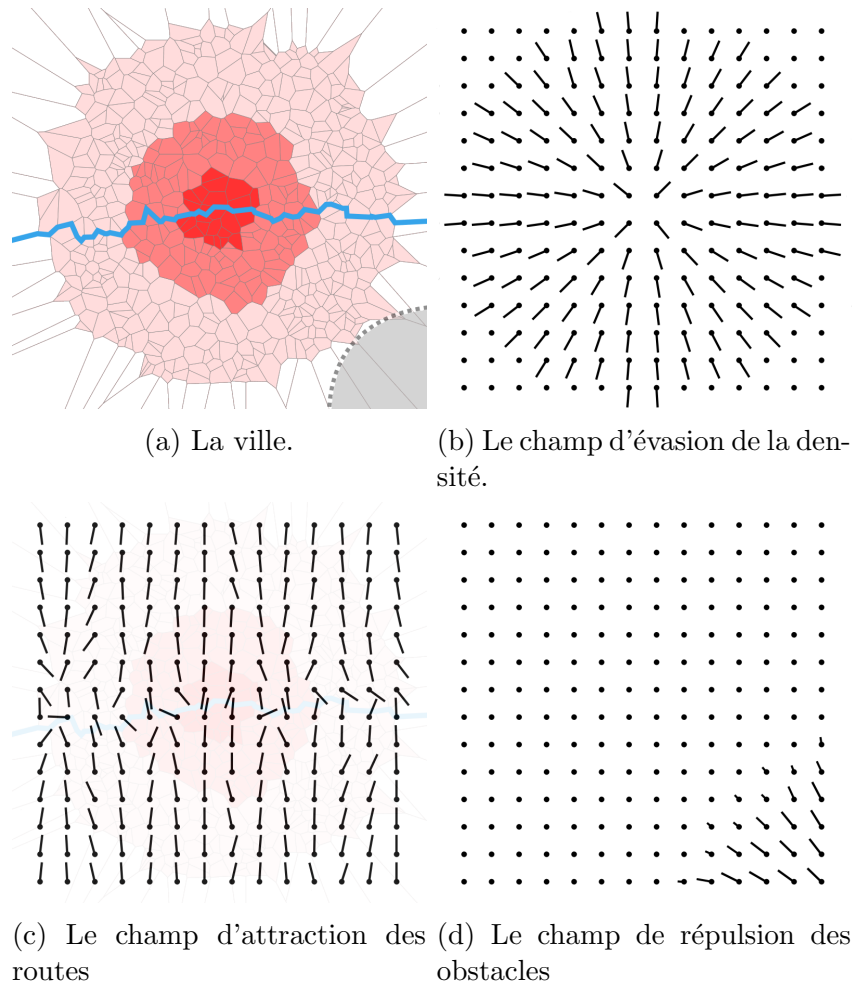 (a) La ville.
(b) Le champ d'évasion de la den-
sité.
(c) Le champ d'attraction des
routes
(d) Le champ de répulsion des
obstacles